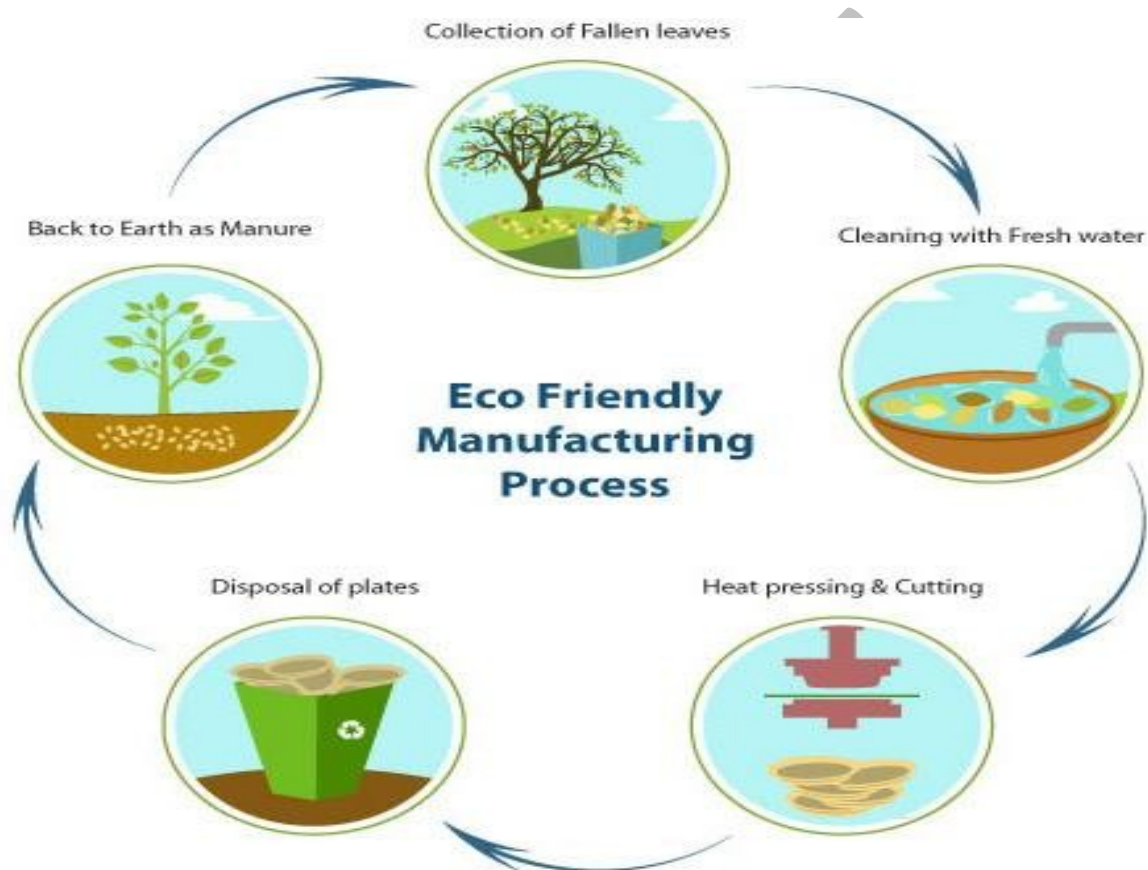 Collection of Fallen leaves
Cleaning with Fresh water
Heat pressing & Cutting
Disposal of plates
Back to Earth as Manure
Eco Friendly
Manufacturing
Process